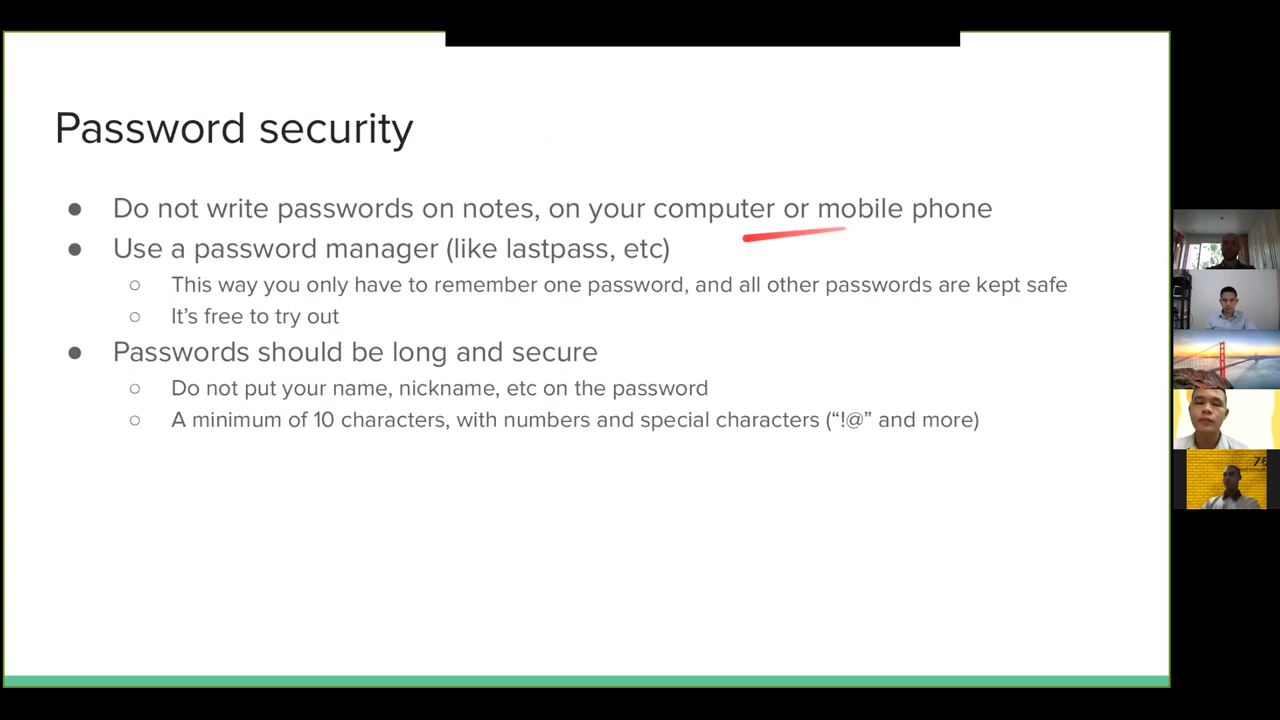 Password security
● Do not write passwords on notes, on your computer or mobile phone
● Use a password manager (like lastpass, etc)
○ This way you only have to remember one password, and all other passwords are kept safe
○ It's free to try out
● Passwords should be long and secure
○ Do not put your name, nickname, etc on the password
○ A minimum of 10 characters, with numbers and special characters (“!@” and more)